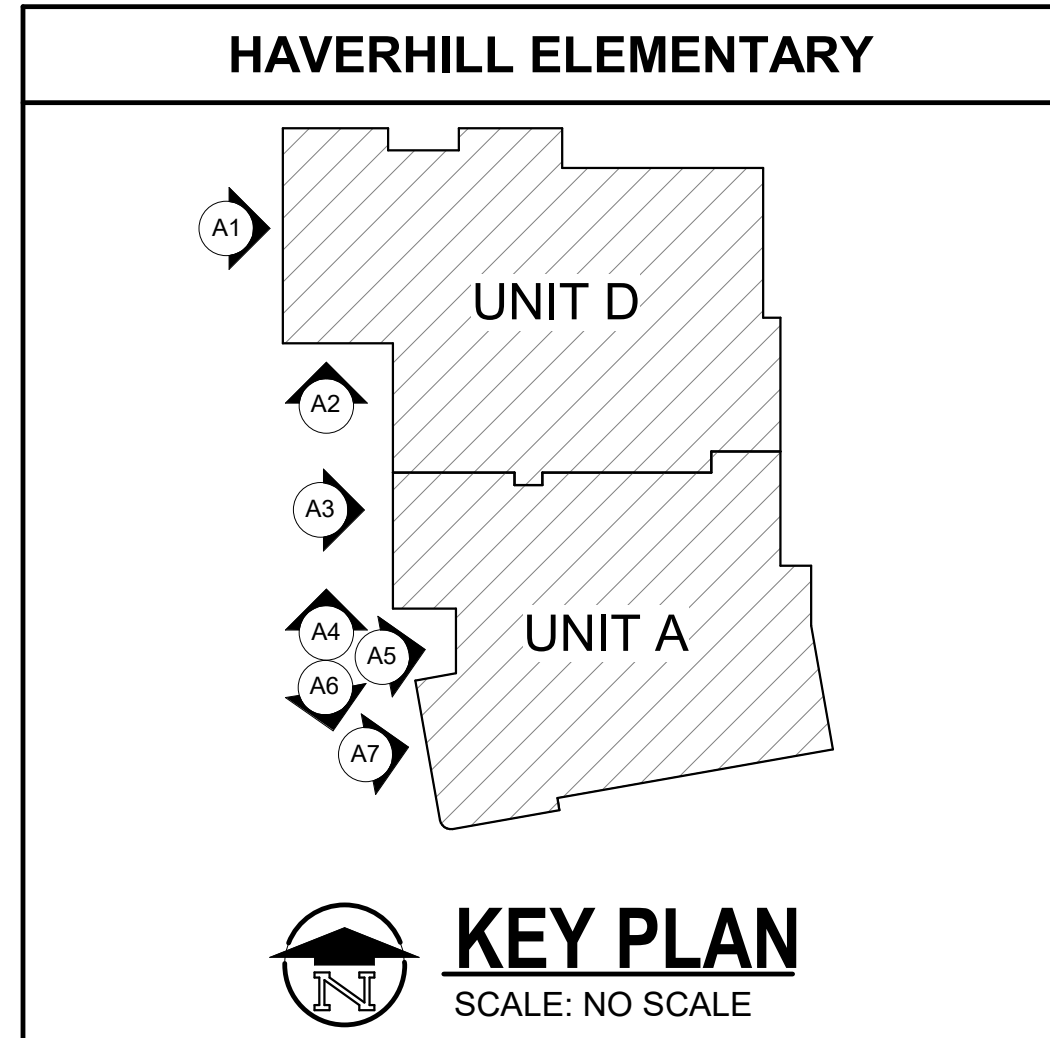 HAVERHILL ELEMENTARY
A1
UNIT D
A2
A3
A4
A5
UNIT A
A6
A7
N
KEY PLAN
SCALE: NO SCALE